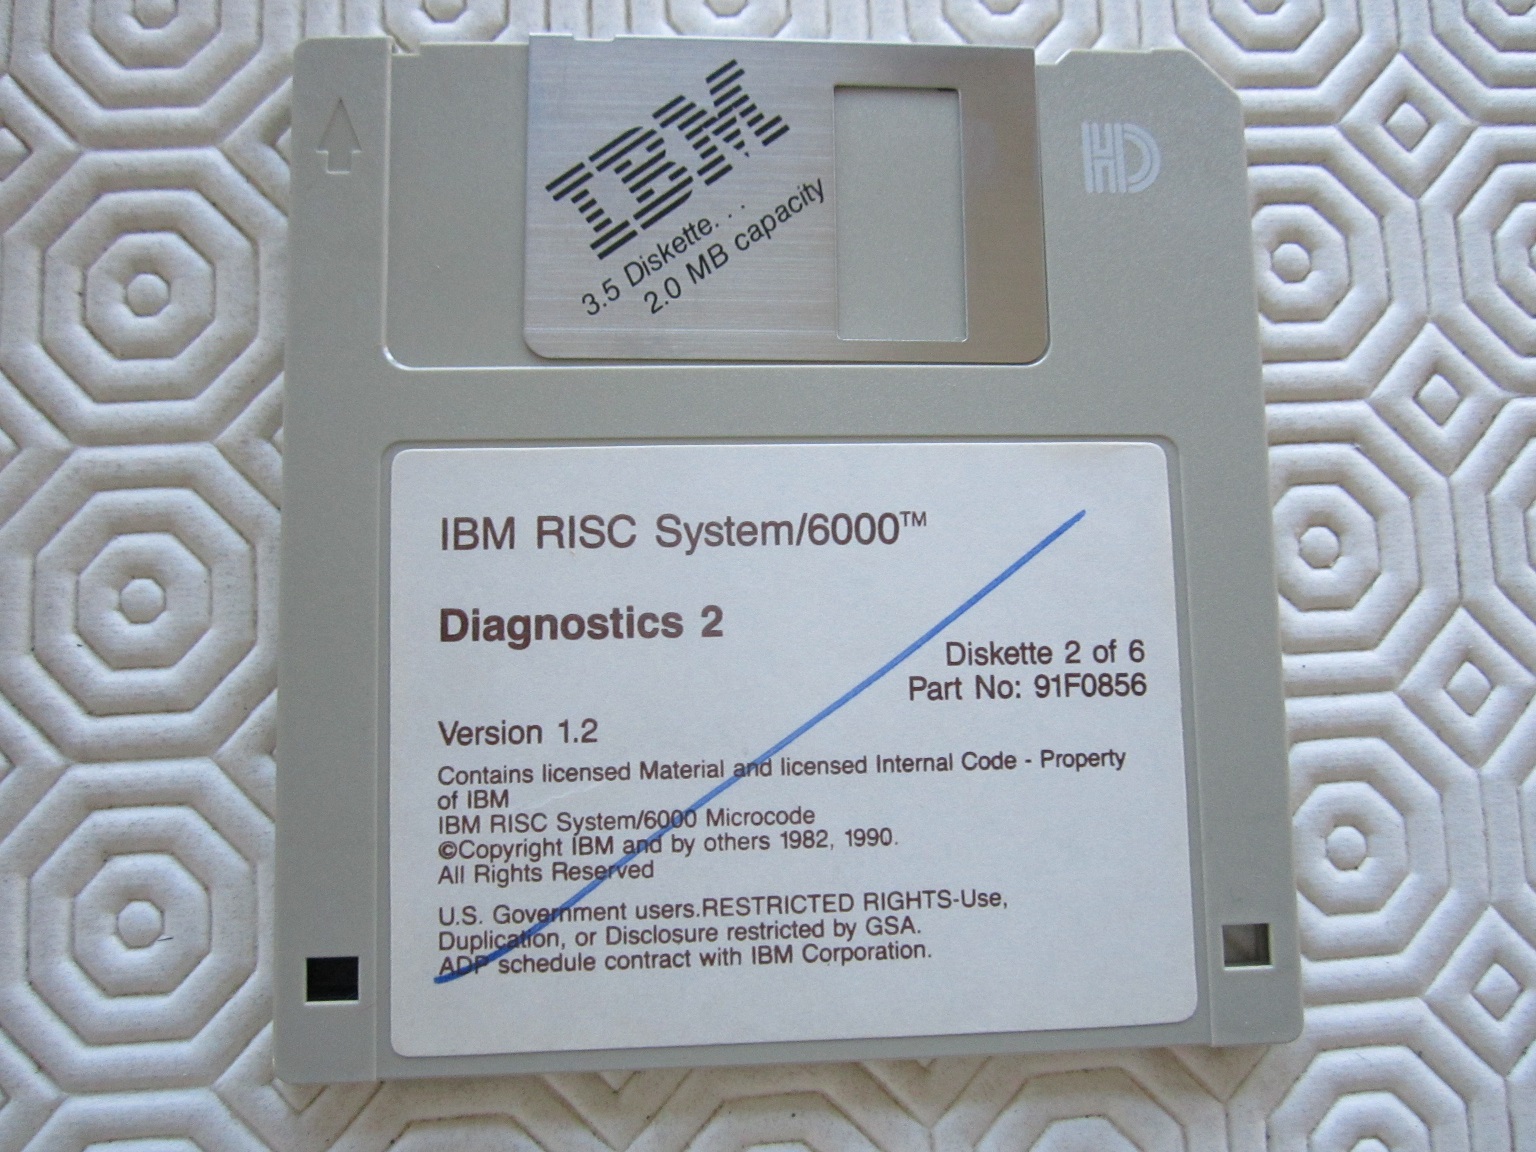 IBM
3.5 Diskette. . .
2.0 MB capacity
HD
IBM RISC System/6000™
Diagnostics 2
Diskette 2 of 6
Part No: 91F0856
Version 1.2
Contains licensed Material and licensed Internal Code - Property
of IBM
IBM RISC System/6000 Microcode
©Copyright IBM and by others 1982, 1990.
All Rights Reserved
U.S. Government users.RESTRICTED RIGHTS-Use,
Duplication, or Disclosure restricted by GSA.
ADP schedule contract with IBM Corporation.